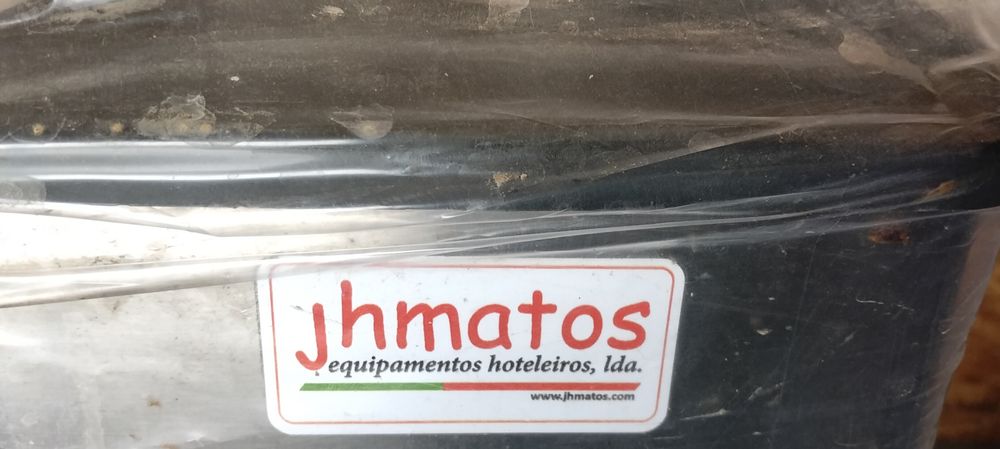 jhmatos
equipamentos hoteleiros, lda.
www.jhmatos.com